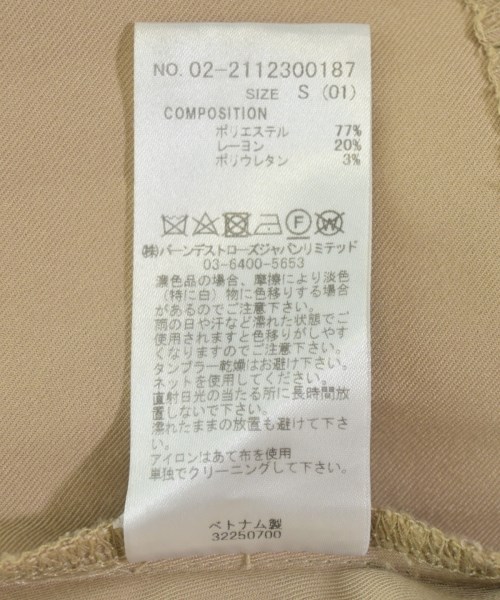 NO. 02-2112300187
SIZE S (01)
COMPOSITION
ポリエステル 77%
レーヨン 20%
ポリウレタン 3%
F W
㈱バーンデストローズジャパンリミテッド
03-6400-5653
濃色品の場合、摩擦により淡色
(特に白)物に色移りする場合
があるのでご注意下さい。
雨の日や汗など濡れた状態でご
使用されますと色移りがしやす
くなりますのでご注意下さい。
タンブラー乾燥はお避け下さい。
ネットを使用してください。
直射日光の当たる所に長時間放
置しないで下さい。
濡れたままの放置も避けて下さ
い。
アイロンはあて布を使用
単独でクリーニングして下さい。
ベトナム製
32250700